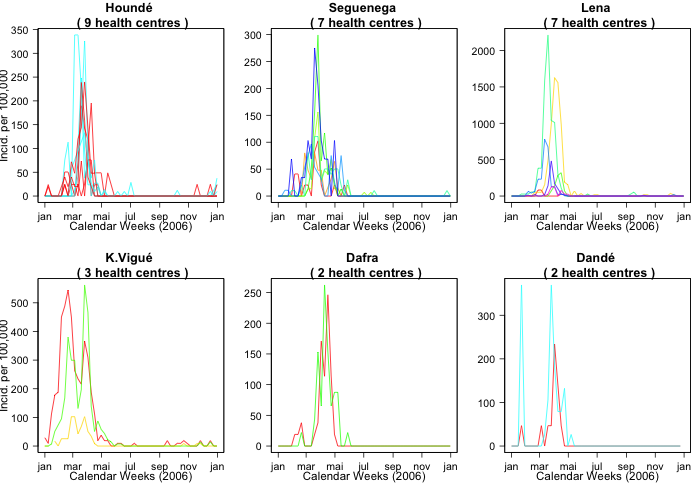 Houndé
( 9 health centres )
Incid. per 100,000
350
300
250
200
150
100
50
0
jan mar may jul sep nov jan
Calendar Weeks (2006)
Seguenega
( 7 health centres )
300
250
200
150
100
50
0
jan mar may jul sep nov jan
Calendar Weeks (2006)
Lena
( 7 health centres )
2000
1500
1000
500
0
jan mar may jul sep nov jan
Calendar Weeks (2006)
K.Vigué
( 3 health centres )
Incid. per 100,000
500
400
300
200
100
0
jan mar may jul sep nov jan
Calendar Weeks (2006)
Dafra
( 2 health centres )
250
200
150
100
50
0
jan mar may jul sep nov jan
Calendar Weeks (2006)
Dandé
( 2 health centres )
300
200
100
0
jan mar may jul sep nov jan
Calendar Weeks (2006)